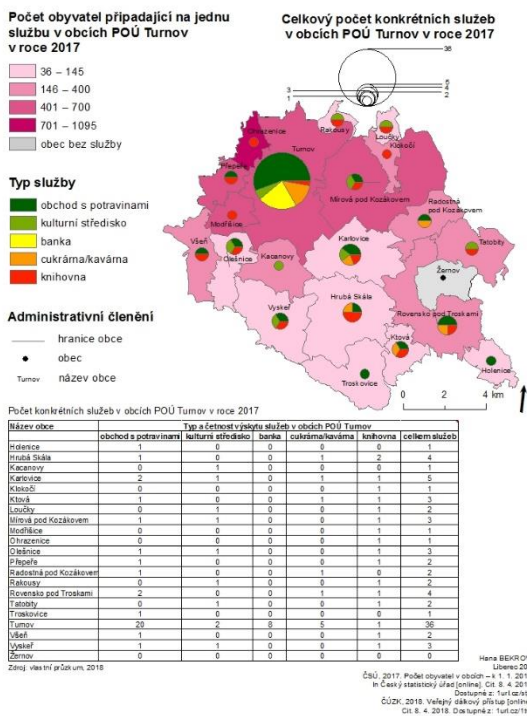 Počet obyvatel připadající na jednu
službu v obcích POÚ Turnov
v roce 2017
36 – 145
146 – 400
401 – 700
701 – 1095
obec bez služby
Typ služby
obchod s potravinami
kulturní středisko
banka
cukrárna/kavárna
knihovna
Administrativní členění
hranice obce
obec
Turnov název obce
Celkový počet konkrétních služeb
v obcích POÚ Turnov v roce 2017
36
5
4
3
2
1
Rakousy
Loučky
Ohrazenice
Klokočí
Turnov
Přepeře
Mírová pod Kozákovem
Radostná
pod Kozákovem
Modřišice
Karlovice
Tatobity
Všeň
Olešnice
Kacanovy
Žernov
Hrubá Skála
Vyskeř
Rovensko pod Troskami
Ktová
Holenice
Troskovice
0 2 4 km
Počet konkrétních služeb v obcích POÚ Turnov v roce 2017
Název obce Typ a četnost výskytu služeb v obcích POÚ Turnov
obchod s potravinami kulturní středisko banka cukrárna/kavárna knihovna celkem služeb
Holenice 1 0 0 0 0 1
Hrubá Skála 1 0 0 1 2 4
Kacanovy 0 1 0 0 0 1
Karlovice 2 1 0 1 1 5
Klokočí 0 0 0 0 1 1
Ktová 1 0 0 1 1 3
Loučky 0 1 0 0 1 2
Mírová pod Kozákovem 1 1 0 0 1 3
Modřišice 0 0 0 0 1 1
Ohrazenice 0 0 0 0 1 1
Olešnice 1 1 0 0 1 3
Přepeře 1 0 0 0 1 2
Radostná pod Kozákovem 1 0 0 1 0 2
Rakousy 0 1 0 0 1 2
Rovensko pod Troskami 2 0 0 1 1 4
Tatobity 0 1 0 0 1 2
Troskovice 1 0 0 0 0 1
Turnov 20 2 8 5 1 36
Všeň 1 0 0 0 1 2
Vyskeř 1 1 0 0 1 3
Žernov 0 0 0 0 0 0
Zdroj: vlastní průzkum, 2018
Hana
Liberec
ČSÚ, 2017. Počet obyvatel v obcích – k 1. 1.
In Český statistický úřad [online]. Cit. 8. 4.
Dostupné z:
ČÚZK, 2018. Veřejný dálkový přístup
Cit. 8. 4. 2018. Dostupné z: